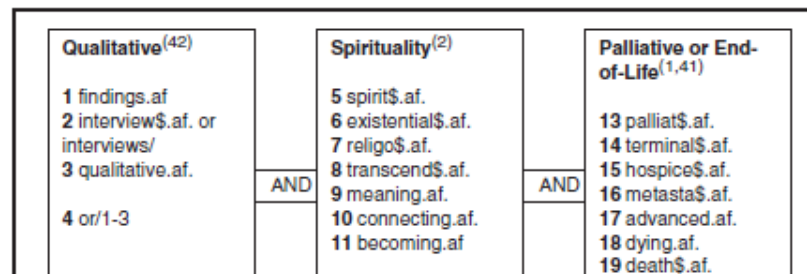 Qualitative(42)
1 findings.af
2 interview$.af. or
interviews/
3 qualitative.af.
4 or/1-3
AND
Spirituality(2)
5 spirit$.af.
6 existential$.af.
7 religo$.af.
8 transcend$.af.
9 meaning.af.
10 connecting.af.
11 becoming.af
AND
Palliative or End-
of-Life(1,41)
13 palliat$.af.
14 terminal$.af.
15 hospice$.af.
16 metasta$.af.
17 advanced.af.
18 dying.af.
19 death$.af.